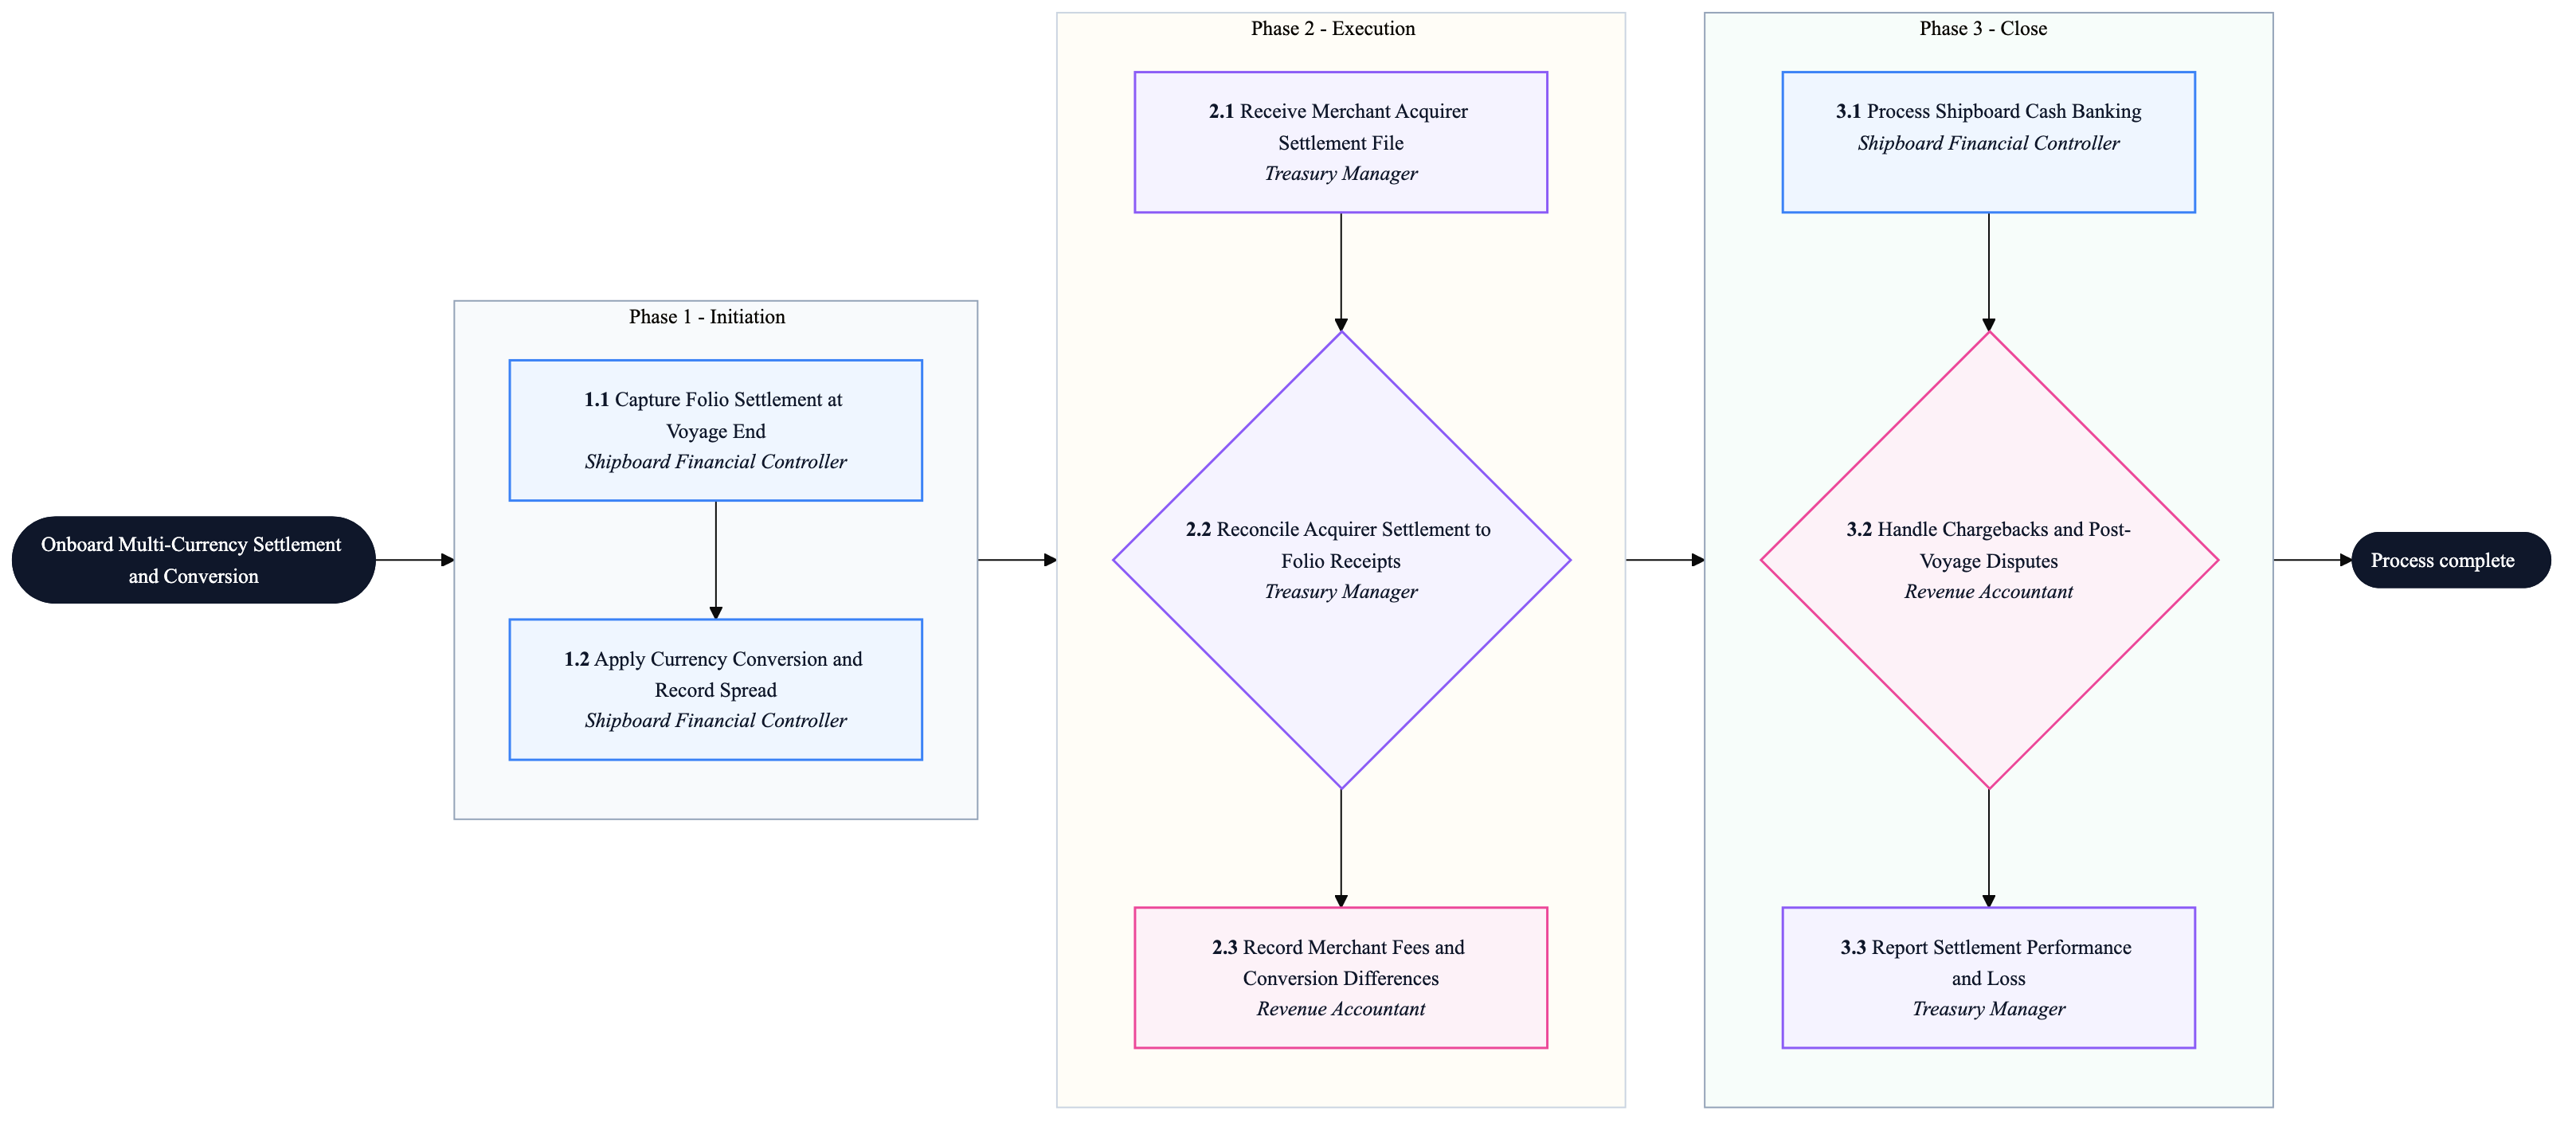 Onboard Multi-Currency Settlement
and Conversion
Phase 1 - Initiation
1.1 Capture Folio Settlement at
Voyage End
Shipboard Financial Controller
1.2 Apply Currency Conversion and
Record Spread
Shipboard Financial Controller
Phase 2 - Execution
2.1 Receive Merchant Acquirer
Settlement File
Treasury Manager
2.2 Reconcile Acquirer Settlement to
Folio Receipts
Treasury Manager
2.3 Record Merchant Fees and
Conversion Differences
Revenue Accountant
Phase 3 - Close
3.1 Process Shipboard Cash Banking
Shipboard Financial Controller
3.2 Handle Chargebacks and Post-
Voyage Disputes
Revenue Accountant
3.3 Report Settlement Performance
and Loss
Treasury Manager
Process complete